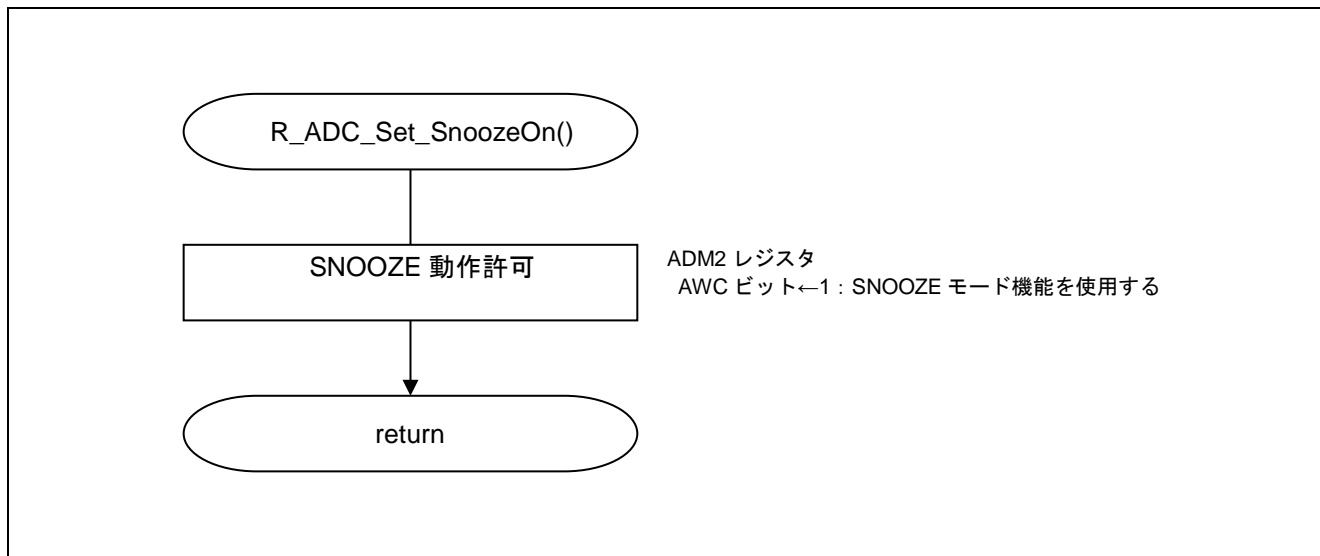 R_ADC_Set_SnoozeOn()
SNOOZE 動作許可
ADM2 レジスタ
AWC ビット←1：SNOOZE モード機能を使用する
return